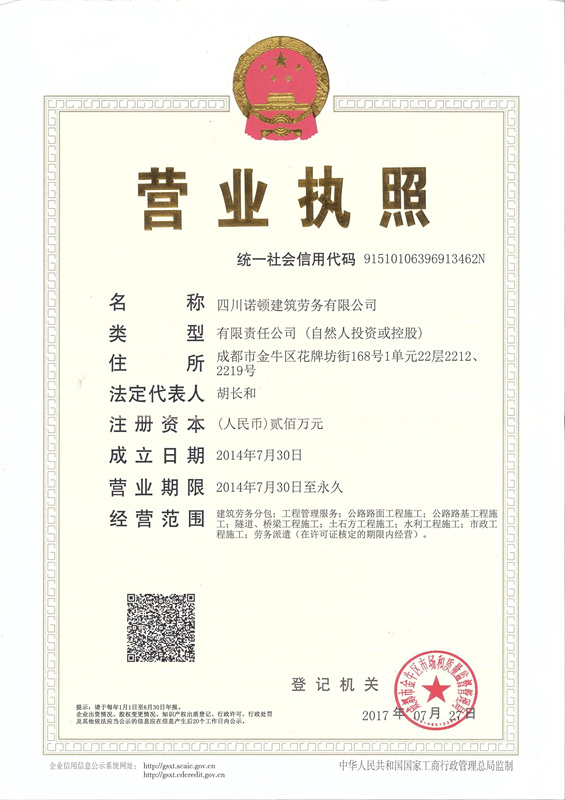 营业执照
统一社会信用代码 91510106396913462N
名称 四川诺顿建筑劳务有限公司
类型 有限责任公司(自然人投资或控股)
住所 成都市金牛区花牌坊街168号1单元22层2212、
2219号
法定代表人 胡长和
注册资本 (人民币)贰佰万元
成立日期 2014年7月30日
营业期限 2014年7月30日至永久
经营范围 建筑劳务分包;工程管理服务;公路路面工程施工;公路路基工程施
工;隧道、桥梁工程施工;土石方工程施工;水利工程施工;市政工
程施工;劳务派遣(在许可证核定的期限内经营)。
登记机关
成都市金牛区市场和质量监督管理局
2017年07月27日
提示:请于每年1月1日至6月30日年报。
企业出资情况、股权变更情况、知识产权出质登记、行政许可、行政处罚
及其他依法应当公示的信息应在信息产生后20个工作日内公示。
企业信用信息公示系统网址: http://gsxt.scaic.gov.cn
http://gsxt.cdcredit.gov.cn
中华人民共和国国家工商行政管理总局监制